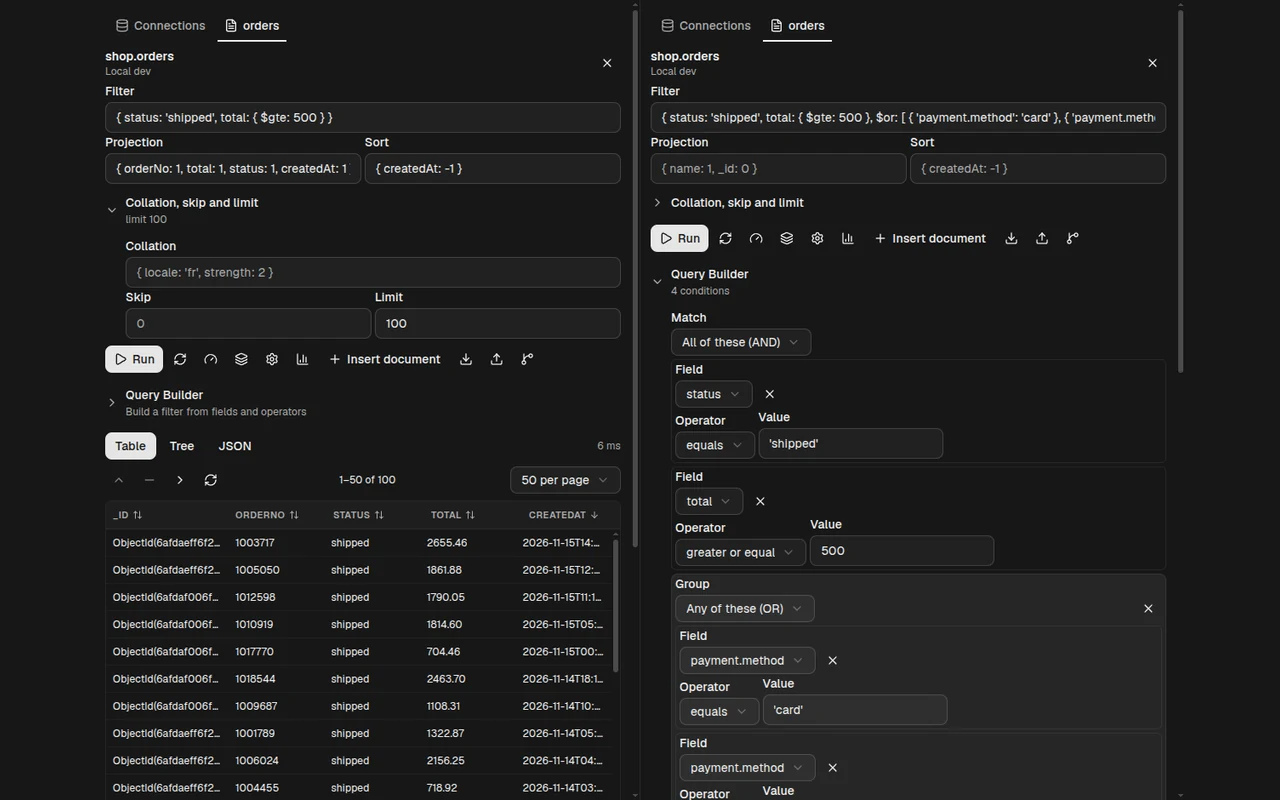 Connections
orders
shop.orders
Local dev
Filter
{ status: 'shipped', total: { $gte: 500 } }
Projection
Sort
{ orderNo: 1, total: 1, status: 1, createdAt: 1
{ createdAt: -1 }
Collation, skip and limit
limit 100
Collation
{ locale: 'fr', strength: 2 }
Skip
Limit
0
100
Run
Insert document
Query Builder
Build a filter from fields and operators
Table
Tree
JSON
6 ms
1–50 of 100
50 per page
_ID ORDERNO STATUS TOTAL CREATEDAT
ObjectId(6afdaeff6f2... 1003717 shipped 2655.46 2026-11-15T14:...
ObjectId(6afdaeff6f2... 1005050 shipped 1861.88 2026-11-15T12:...
ObjectId(6afdaf006f... 1012598 shipped 1790.05 2026-11-15T11:1...
ObjectId(6afdaf006f... 1010919 shipped 1814.60 2026-11-15T05:...
ObjectId(6afdaf006f... 1017770 shipped 704.46 2026-11-15T00:...
ObjectId(6afdaf006f... 1018544 shipped 2463.70 2026-11-14T18:1...
ObjectId(6afdaf006f... 1009687 shipped 1108.31 2026-11-14T10:...
ObjectId(6afdaeff6f2... 1001789 shipped 1322.87 2026-11-14T05:...
ObjectId(6afdaeff6f2... 1006024 shipped 2156.25 2026-11-14T04:...
ObjectId(6afdaeff6f2... 1004455 shipped 718.92 2026-11-14T03:...
Connections
orders
shop.orders
Local dev
Filter
{ status: 'shipped', total: { $gte: 500 }, $or: [ { 'payment.method': 'card' }, { 'payment.meth
Projection
Sort
{ name: 1, _id: 0 }
{ createdAt: -1 }
Collation, skip and limit
Run
Insert document
Query Builder
4 conditions
Match
All of these (AND)
Field
status
Operator
Value
equals
'shipped'
Field
total
Operator
Value
greater or equal
500
Group
Any of these (OR)
Field
payment.method
Operator
Value
equals
'card'
Field
payment.method
Operator
Value